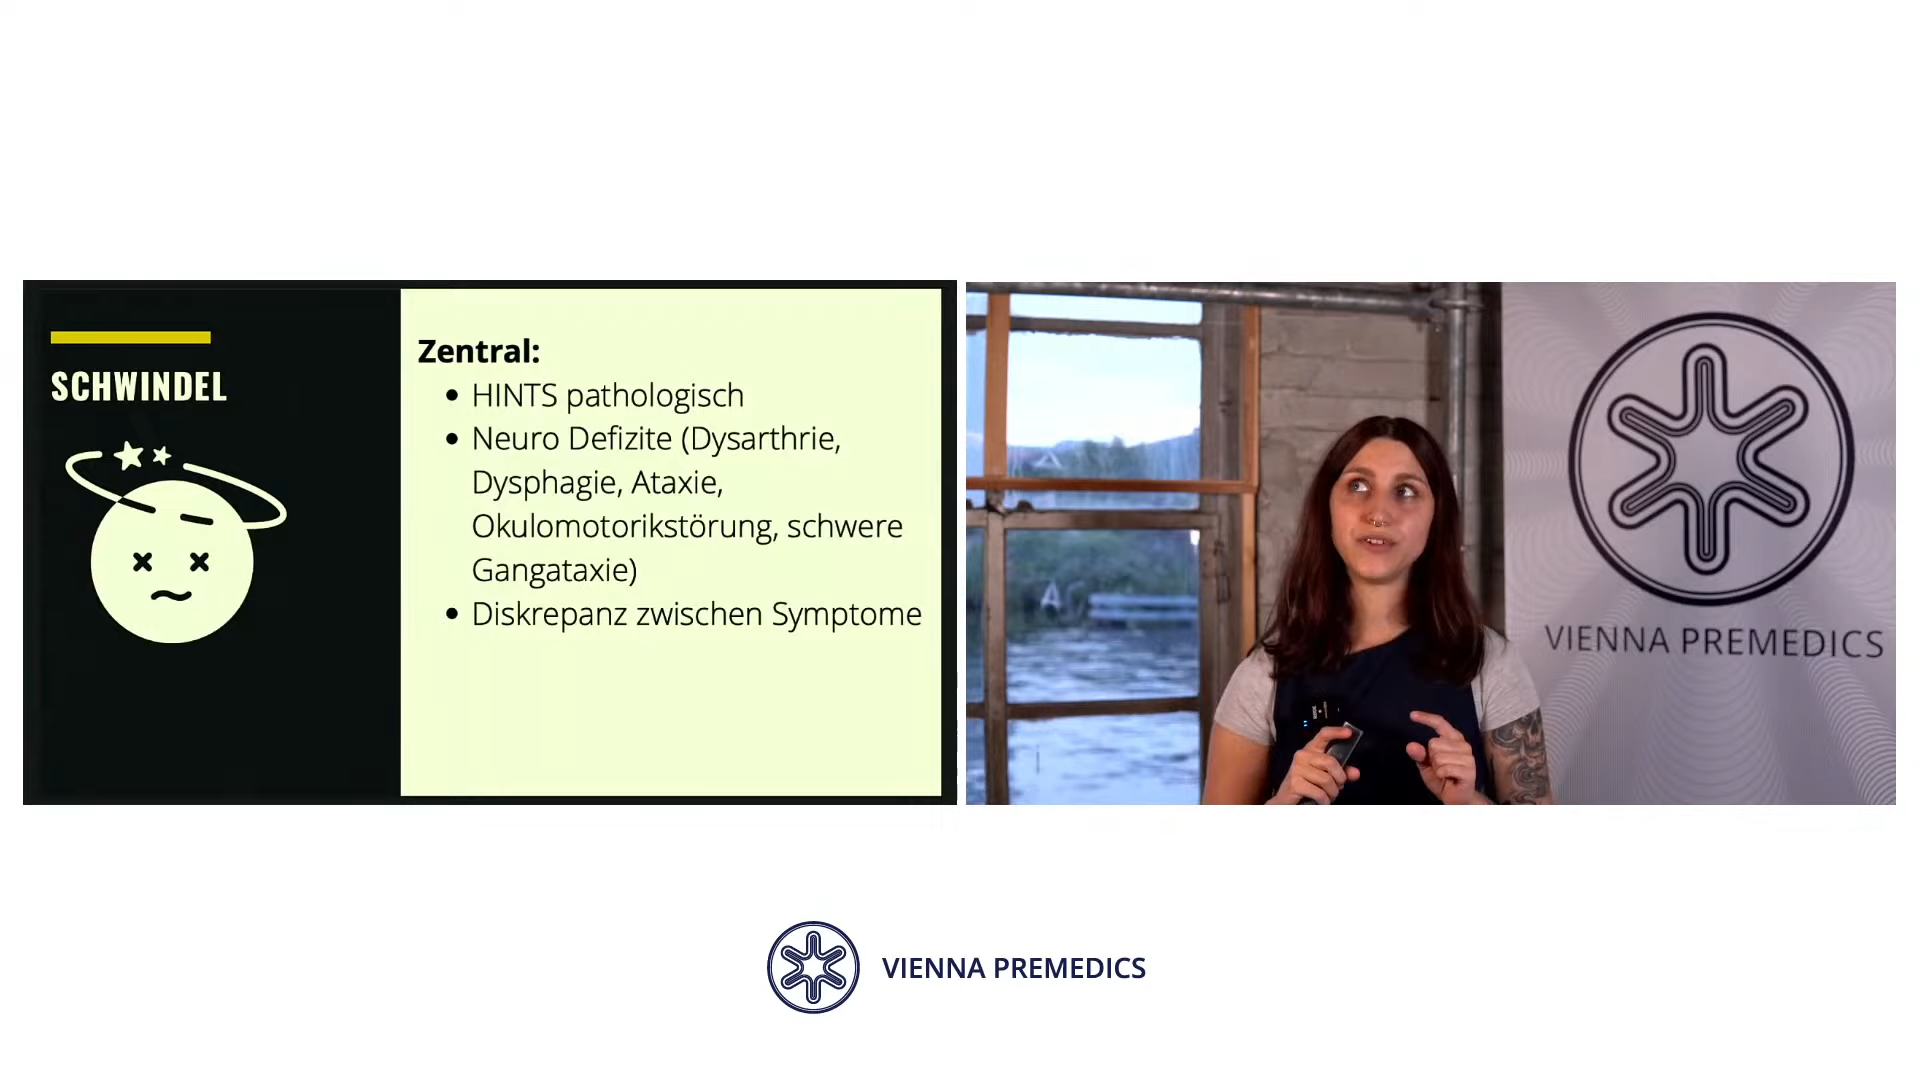 SCHWINDEL
Zentral:
• HINTS pathologisch
• Neuro Defizite (Dysarthrie,
Dysphagie, Ataxie,
Okulomotorikstörung, schwere
Gangataxie)
• Diskrepanz zwischen Symptome
VIENNA PREMEDICS
VIENNA PREMEDICS